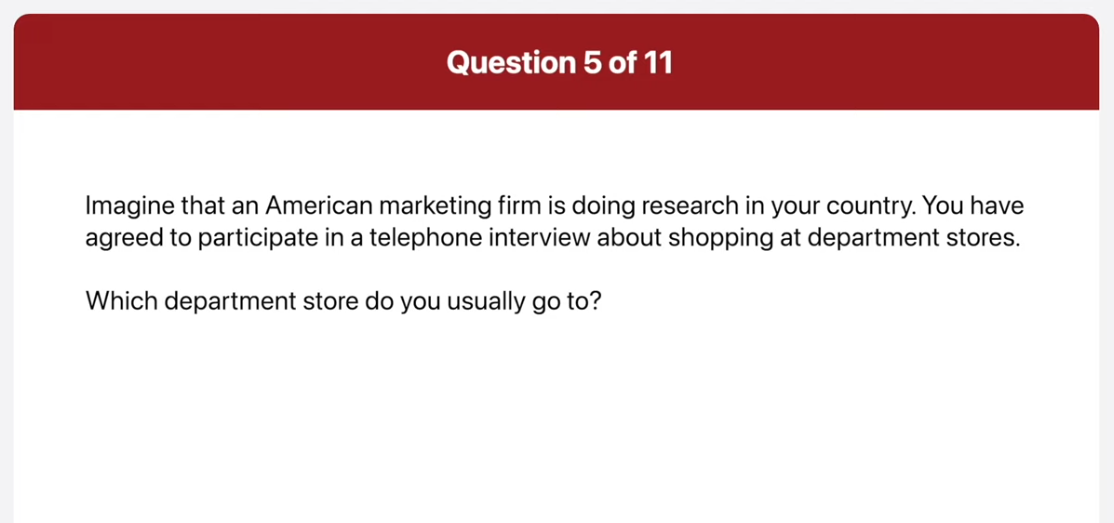 Question 5 of 11
Imagine that an American marketing firm is doing research in your country. You have
agreed to participate in a telephone interview about shopping at department stores.
Which department store do you usually go to?